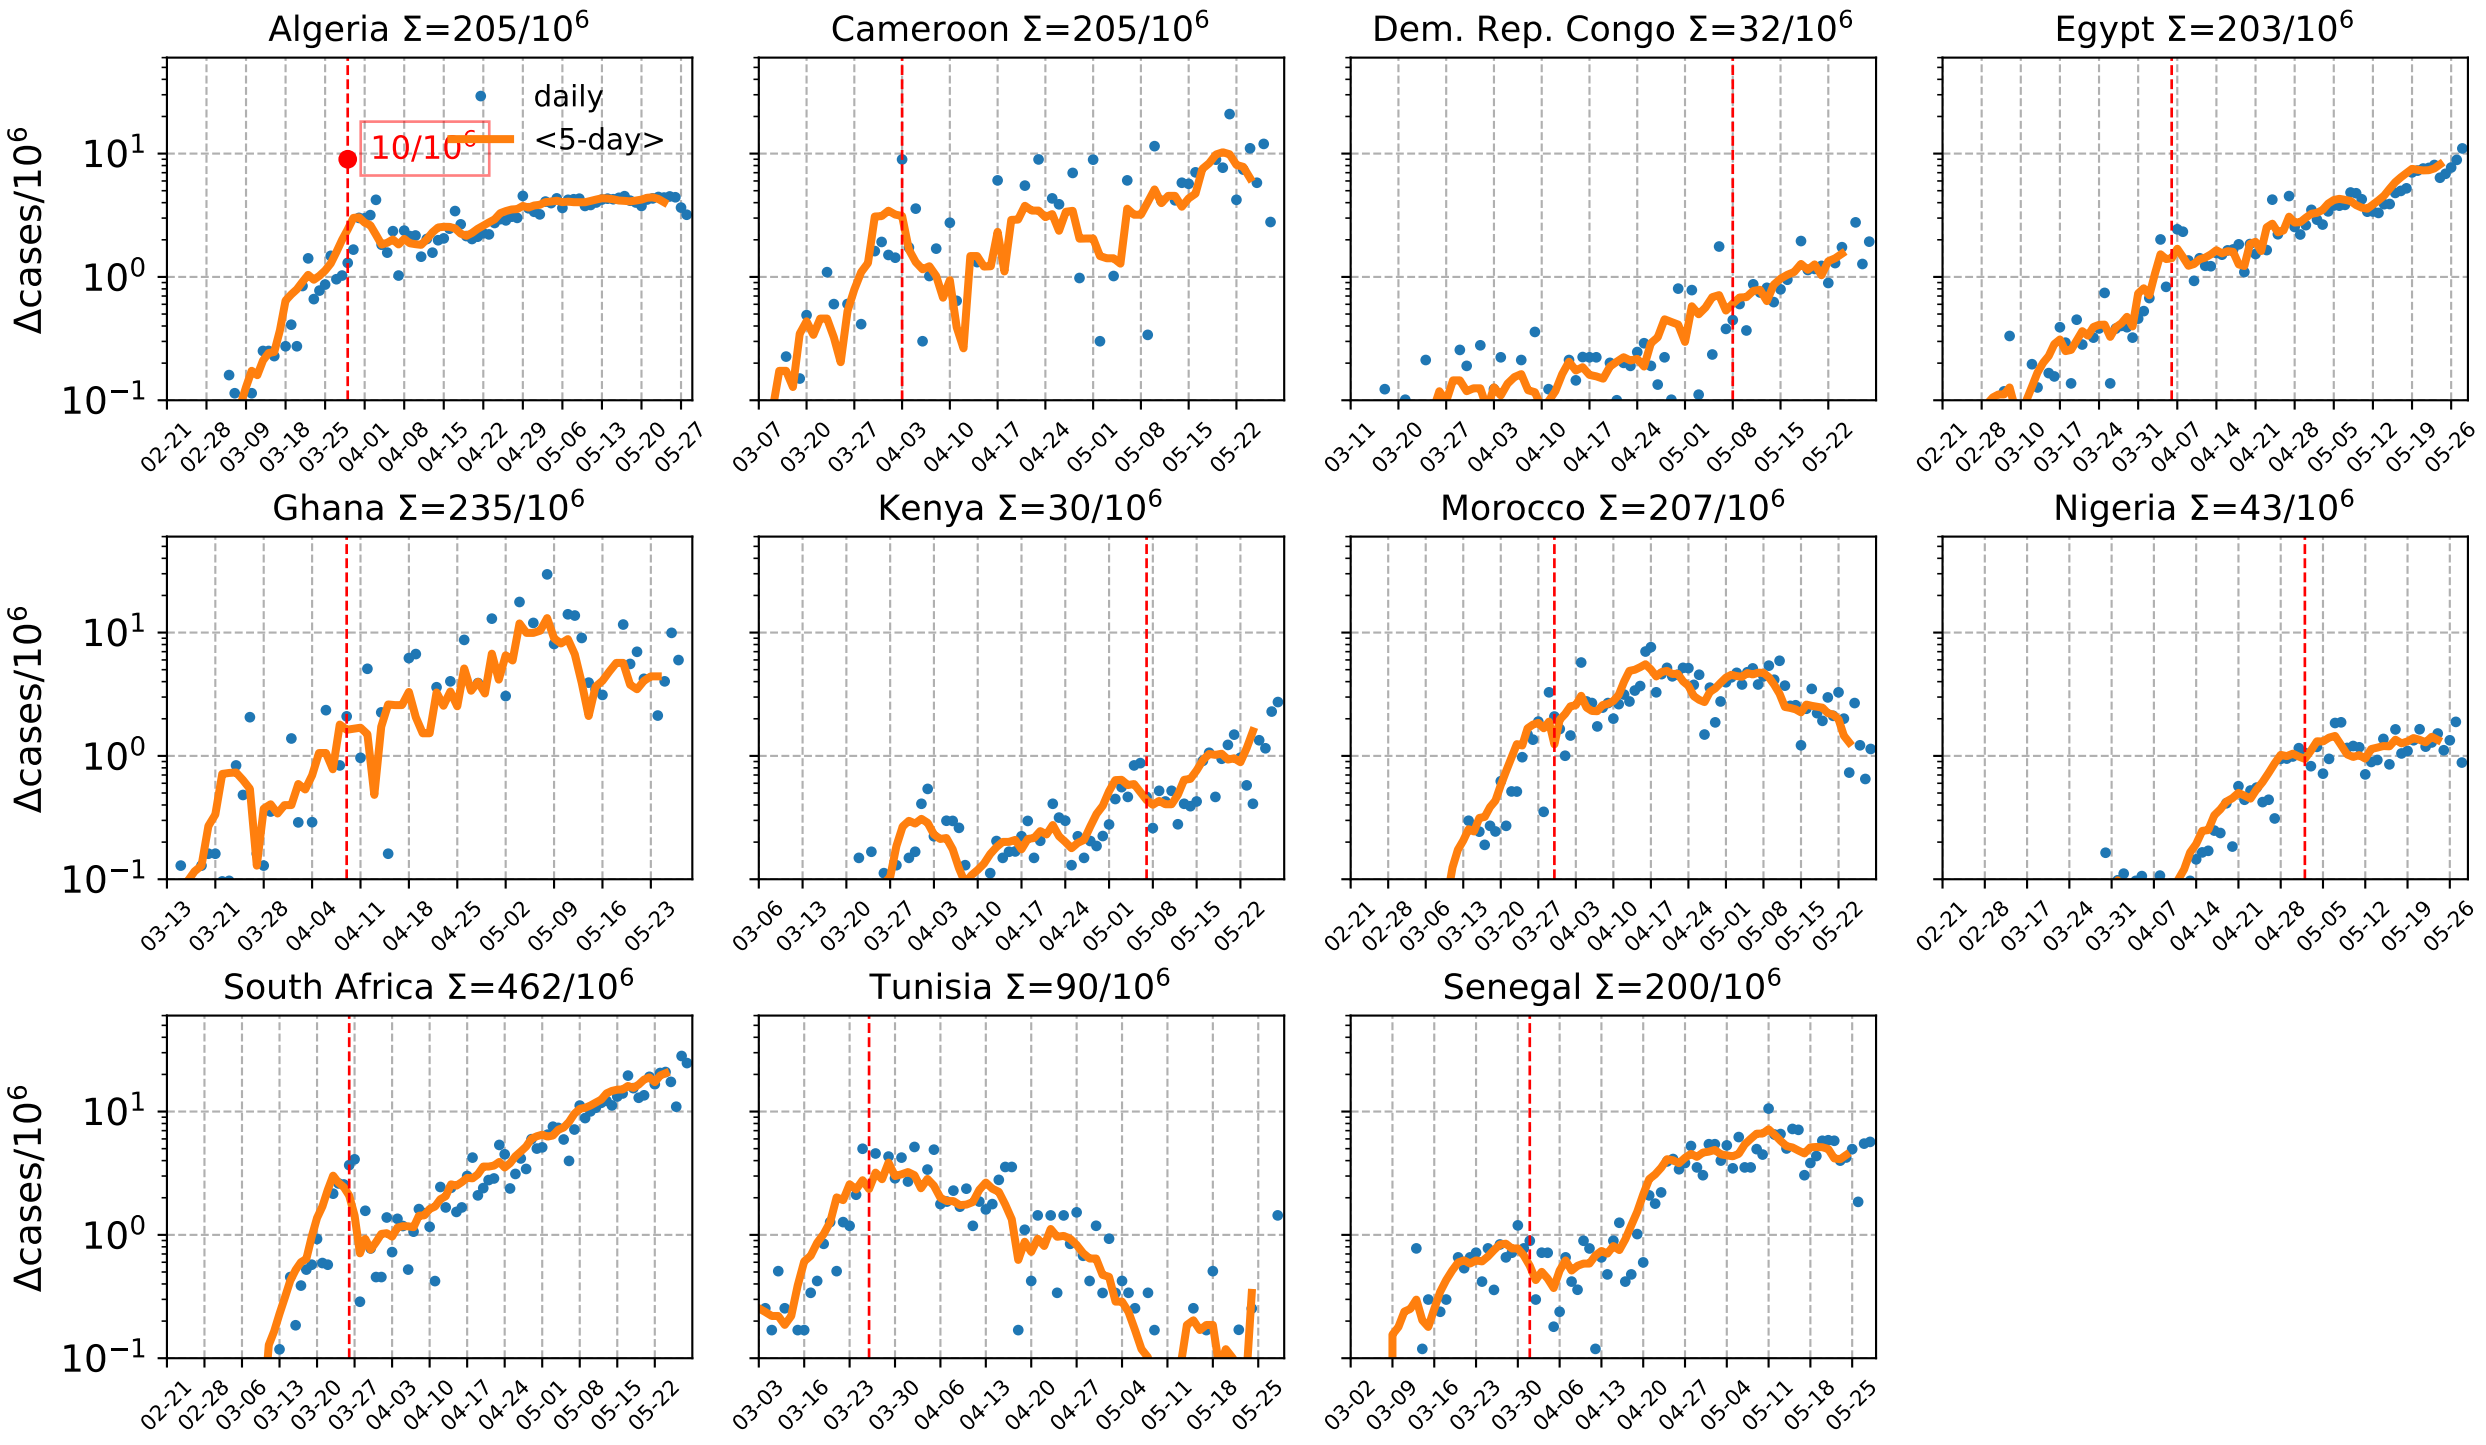 Algeria Σ=205/10⁶
Cameroon Σ=205/10⁶
Dem. Rep. Congo Σ=32/10⁶
Egypt Σ=203/10⁶
Δcases/10⁶
10¹
10⁰
10⁻¹
daily
<5-day>
10/10⁶
02-21 02-28 03-09 03-18 03-25 04-01 04-08 04-15 04-22 04-29 05-06 05-13 05-20 05-27
03-07 03-20 03-27 04-03 04-10 04-17 04-24 05-01 05-08 05-15 05-22
03-11 03-20 03-27 04-03 04-10 04-17 04-24 05-01 05-08 05-15 05-22
02-21 02-28 03-10 03-17 03-24 03-31 04-07 04-14 04-21 04-28 05-05 05-12 05-19 05-26
Ghana Σ=235/10⁶
Kenya Σ=30/10⁶
Morocco Σ=207/10⁶
Nigeria Σ=43/10⁶
Δcases/10⁶
10¹
10⁰
10⁻¹
03-13 03-21 03-28 04-04 04-11 04-18 04-25 05-02 05-09 05-16 05-23
03-06 03-13 03-20 03-27 04-03 04-10 04-17 04-24 05-01 05-08 05-15 05-22
02-21 02-28 03-06 03-13 03-20 03-27 04-03 04-10 04-17 04-24 05-01 05-08 05-15 05-22
02-21 02-28 03-17 03-24 03-31 04-07 04-14 04-21 04-28 05-05 05-12 05-19 05-26
South Africa Σ=462/10⁶
Tunisia Σ=90/10⁶
Senegal Σ=200/10⁶
Δcases/10⁶
10¹
10⁰
10⁻¹
02-21 02-28 03-06 03-13 03-20 03-27 04-03 04-10 04-17 04-24 05-01 05-08 05-15 05-22
03-03 03-16 03-23 03-30 04-06 04-13 04-20 04-27 05-04 05-11 05-18 05-25
03-02 03-09 03-16 03-23 03-30 04-06 04-13 04-20 04-27 05-04 05-11 05-18 05-25